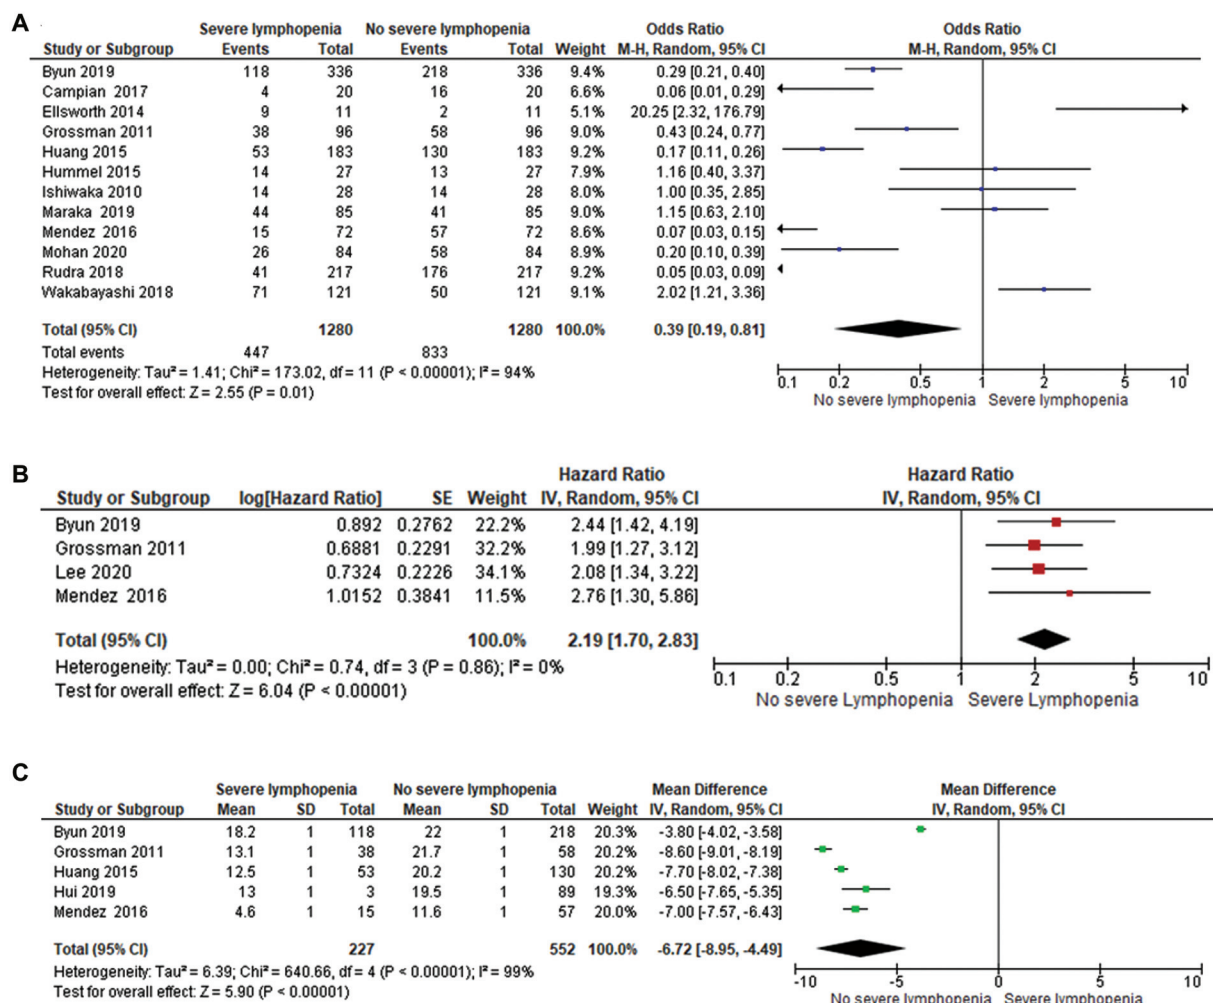 A
Severe lymphopenia No severe lymphopenia Odds Ratio Odds Ratio
Study or Subgroup Events Total Events Total Weight M-H, Random, 95% CI M-H, Random, 95% CI
Byun 2019 118 336 218 336 9.4% 0.29 [0.21, 0.40]
Campian 2017 4 20 16 20 6.6% 0.06 [0.01, 0.29]
Ellsworth 2014 9 11 2 11 5.1% 20.25 [2.32, 176.79]
Grossman 2011 38 96 58 96 9.0% 0.43 [0.24, 0.77]
Huang 2015 53 183 130 183 9.2% 0.17 [0.11, 0.26]
Hummel 2015 14 27 13 27 7.9% 1.16 [0.40, 3.37]
Ishiwaka 2010 14 28 14 28 8.0% 1.00 [0.35, 2.85]
Maraka 2019 44 85 41 85 9.0% 1.15 [0.63, 2.10]
Mendez 2016 15 72 57 72 8.6% 0.07 [0.03, 0.15]
Mohan 2020 26 84 58 84 8.9% 0.20 [0.10, 0.39]
Rudra 2018 41 217 176 217 9.2% 0.05 [0.03, 0.09]
Wakabayashi 2018 71 121 50 121 9.1% 2.02 [1.21, 3.36]
Total (95% CI) 1280 1280 100.0% 0.39 [0.19, 0.81]
Total events 447 833
Heterogeneity: Tau² = 1.41; Chi² = 173.02, df = 11 (P < 0.00001); I² = 94%
Test for overall effect: Z = 2.55 (P = 0.01)
0.1 0.2 0.5 1 2 5 10
No severe lymphopenia Severe lymphopenia
B
Hazard Ratio Hazard Ratio
Study or Subgroup log[Hazard Ratio] SE Weight IV, Random, 95% CI IV, Random, 95% CI
Byun 2019 0.892 0.2762 22.2% 2.44 [1.42, 4.19]
Grossman 2011 0.6881 0.2291 32.2% 1.99 [1.27, 3.12]
Lee 2020 0.7324 0.2226 34.1% 2.08 [1.34, 3.22]
Mendez 2016 1.0152 0.3841 11.5% 2.76 [1.30, 5.86]
Total (95% CI) 100.0% 2.19 [1.70, 2.83]
Heterogeneity: Tau² = 0.00; Chi² = 0.74, df = 3 (P = 0.86); I² = 0%
Test for overall effect: Z = 6.04 (P < 0.00001)
0.1 0.2 0.5 1 2 5 10
No severe Lymphopenia Severe Lymphopenia
C
Severe lymphopenia No severe lymphopenia Mean Difference Mean Difference
Study or Subgroup Mean SD Total Mean SD Total Weight IV, Random, 95% CI IV, Random, 95% CI
Byun 2019 18.2 1 118 22 1 218 20.3% -3.80 [-4.02, -3.58]
Grossman 2011 13.1 1 38 21.7 1 58 20.2% -8.60 [-9.01, -8.19]
Huang 2015 12.5 1 53 20.2 1 130 20.2% -7.70 [-8.02, -7.38]
Hui 2019 13 1 3 19.5 1 89 19.3% -6.50 [-7.65, -5.35]
Mendez 2016 4.6 1 15 11.6 1 57 20.0% -7.00 [-7.57, -6.43]
Total (95% CI) 227 552 100.0% -6.72 [-8.95, -4.49]
Heterogeneity: Tau² = 6.39; Chi² = 640.66, df = 4 (P < 0.00001); I² = 99%
Test for overall effect: Z = 5.90 (P < 0.00001)
-10 -5 0 5 10
No severe lymphopenia Severe lymphopenia